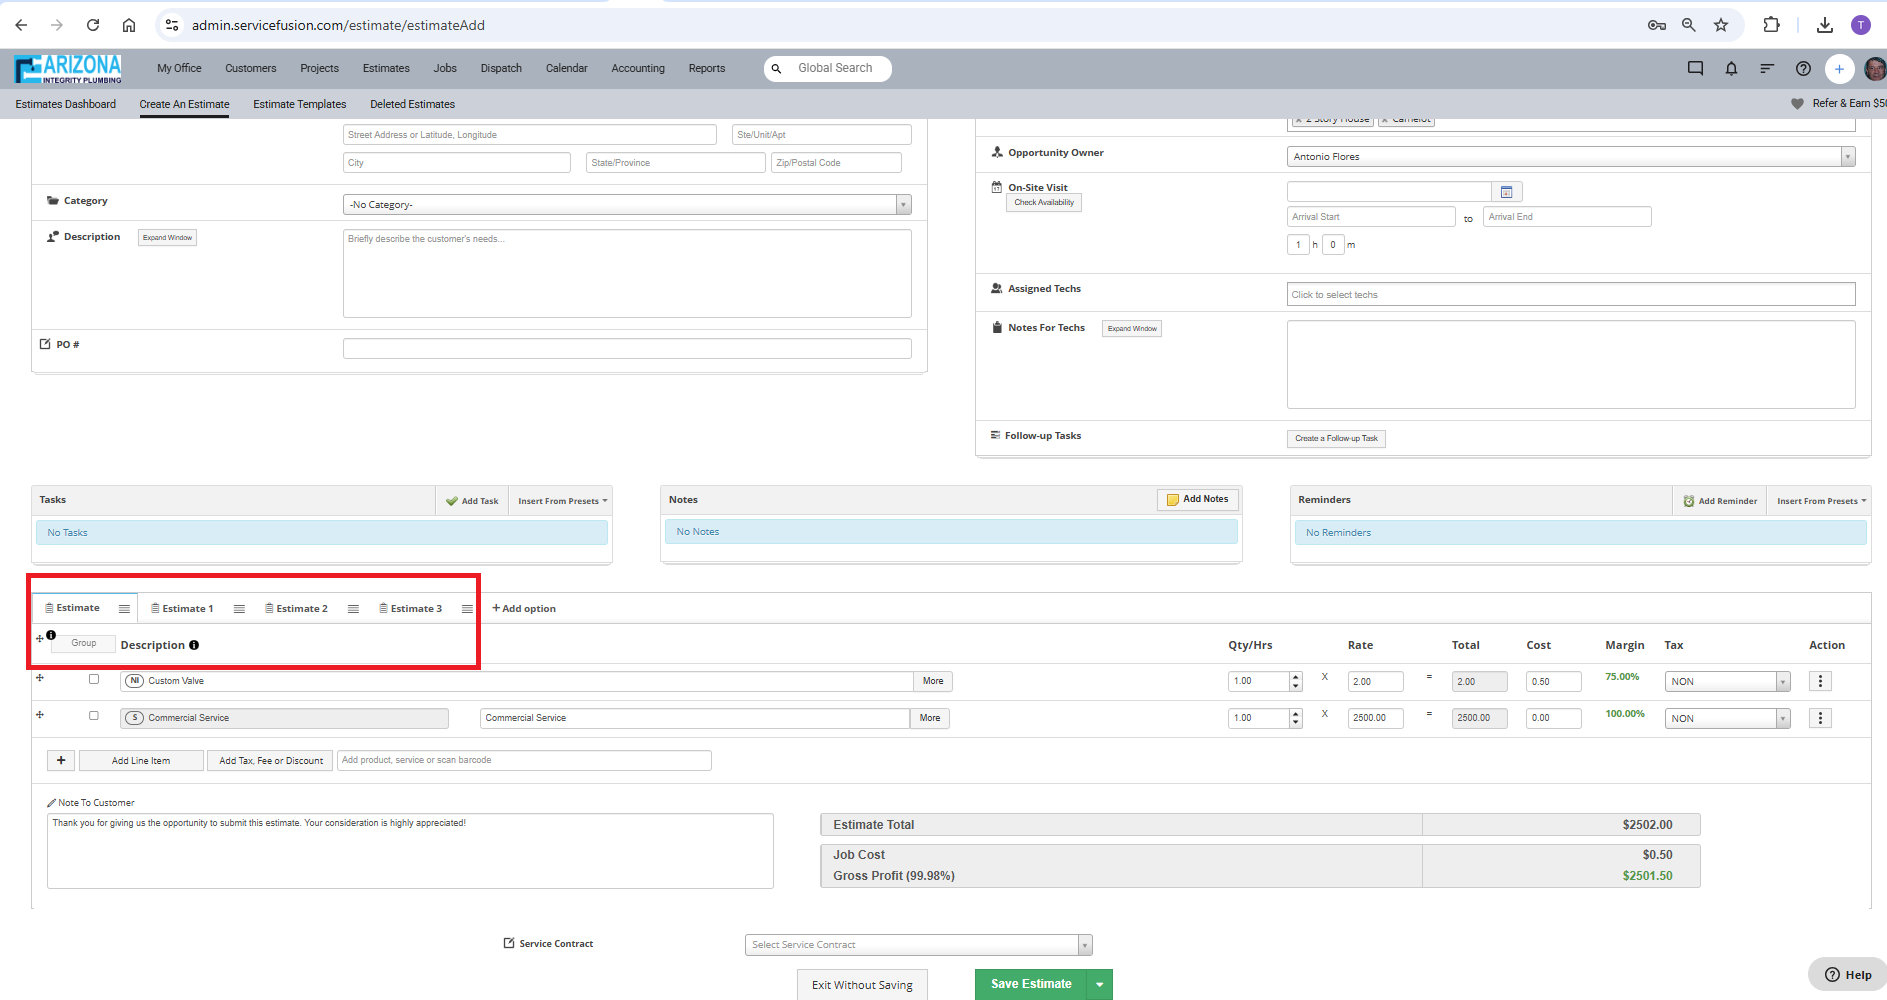 admin.servicefusion.com/estimate/estimateAdd
T
ARIZONA
INTEGRITY PLUMBING
My Office Customers Projects Estimates Jobs Dispatch Calendar Accounting Reports Global Search
Estimates Dashboard Create An Estimate Estimate Templates Deleted Estimates Refer & Earn $50
Street Address or Latitude, Longitude Ste/Unit/Apt
City State/Province Zip/Postal Code
Category -No Category-
Description Expand Window Briefly describe the customer's needs...
PO #
2 Story House Camelot
Opportunity Owner Antonio Flores
On-Site Visit
Check Availability
Arrival Start to Arrival End
1 h 0 m
Assigned Techs Click to select techs
Notes For Techs Expand Window
Follow-up Tasks Create a Follow-up Task
Tasks Add Task Insert From Presets
No Tasks
Notes Add Notes
No Notes
Reminders Add Reminder Insert From Presets
No Reminders
Estimate Estimate 1 Estimate 2 Estimate 3 + Add option
Group Description Qty/Hrs Rate Total Cost Margin Tax Action
NI Custom Valve More 1.00 X 2.00 = 2.00 0.50 75.00% NON
S Commercial Service Commercial Service More 1.00 X 2500.00 = 2500.00 0.00 100.00% NON
+ Add Line Item Add Tax, Fee or Discount Add product, service or scan barcode
Note To Customer
Thank you for giving us the opportunity to submit this estimate. Your consideration is highly appreciated!
Estimate Total $2502.00
Job Cost $0.50
Gross Profit (99.98%) $2501.50
Service Contract Select Service Contract
Exit Without Saving Save Estimate
Help